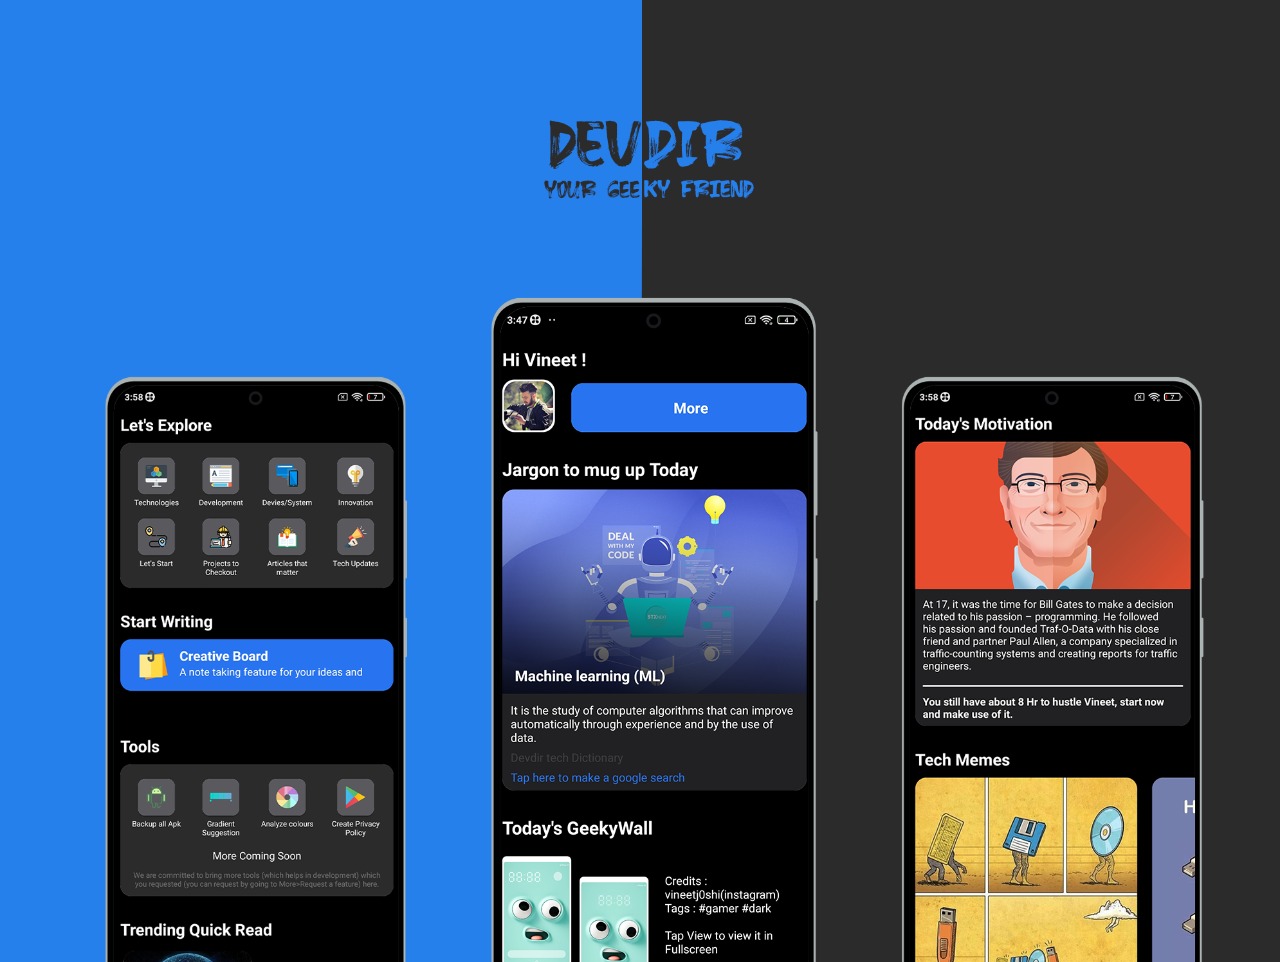 DEVDIR
YOUR GEEKY FRIEND
3:58
7
Let's Explore
Technologies
Development
Devies/System
Innovation
Let's Start
Projects to
Checkout
Articles that
matter
Tech Updates
Start Writing
Creative Board
A note taking feature for your ideas and
Tools
Backup all Apk
Gradient
Suggestion
Analyze colours
Create Privacy
Policy
More Coming Soon
We are committed to bring more tools (which helps in development) which
you requested (you can request by going to More>Request a feature) here.
Trending Quick Read
3:47
4
Hi Vineet !
More
Jargon to mug up Today
DEAL
WITH MY
CODE
Machine learning (ML)
It is the study of computer algorithms that can improve
automatically through experience and by the use of
data.
Devdir tech Dictionary
Tap here to make a google search
Today's GeekyWall
88:88
88:88
Credits :
vineetj0shi(instagram)
Tags : #gamer #dark
Tap View to view it in
Fullscreen
3:58
7
Today's Motivation
At 17, it was the time for Bill Gates to make a decision
related to his passion – programming. He followed
his passion and founded Traf-O-Data with his close
friend and partner Paul Allen, a company specialized in
traffic-counting systems and creating reports for traffic
engineers.
You still have about 8 Hr to hustle Vineet, start now
and make use of it.
Tech Memes
H